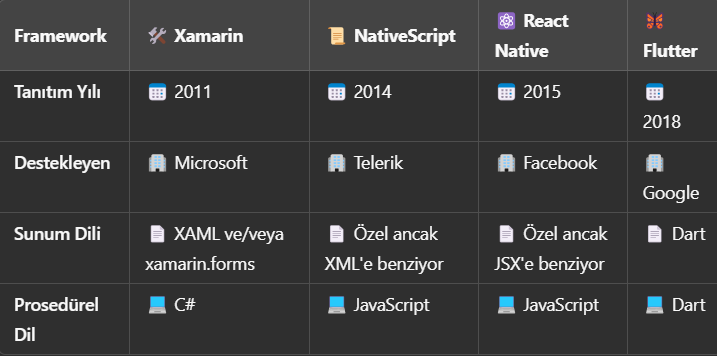 Framework 🛠️ Xamarin 📜 NativeScript ⚛️ React Native 🦋 Flutter
Tanıtım Yılı 📅 2011 📅 2014 📅 2015 📅 2018
Destekleyen 🏢 Microsoft 🏢 Telerik 🏢 Facebook 🏢 Google
Sunum Dili 📄 XAML ve/veya xamarin.forms 📄 Özel ancak XML'e benziyor 📄 Özel ancak JSX'e benziyor 📄 Dart
Prosedürel Dil 💻 C# 💻 JavaScript 💻 JavaScript 💻 Dart